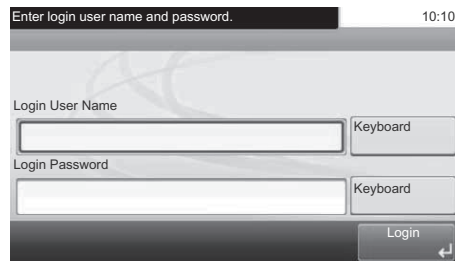 Enter login user name and password.
10:10
Login User Name
Keyboard
Login Password
Keyboard
Login